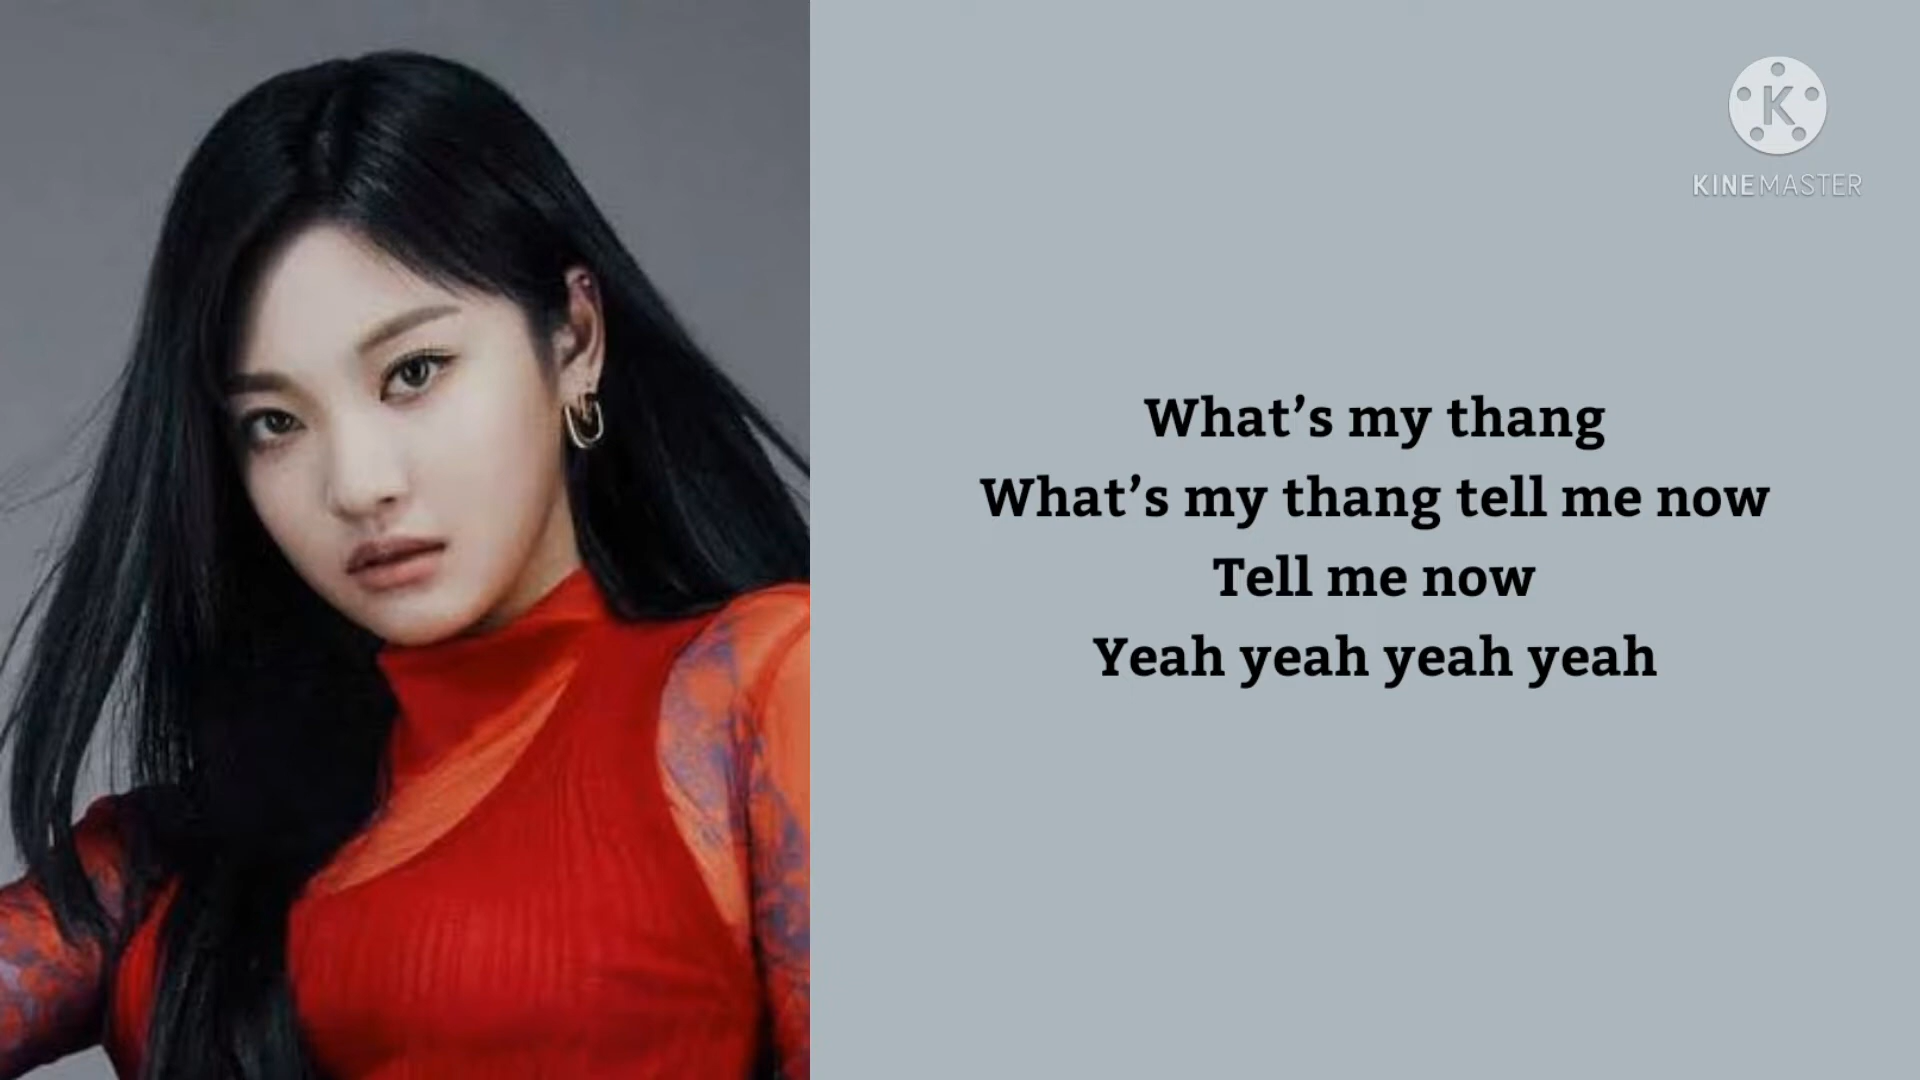 K
KINEMASTER
What’s my thang
What’s my thang tell me now
Tell me now
Yeah yeah yeah yeah